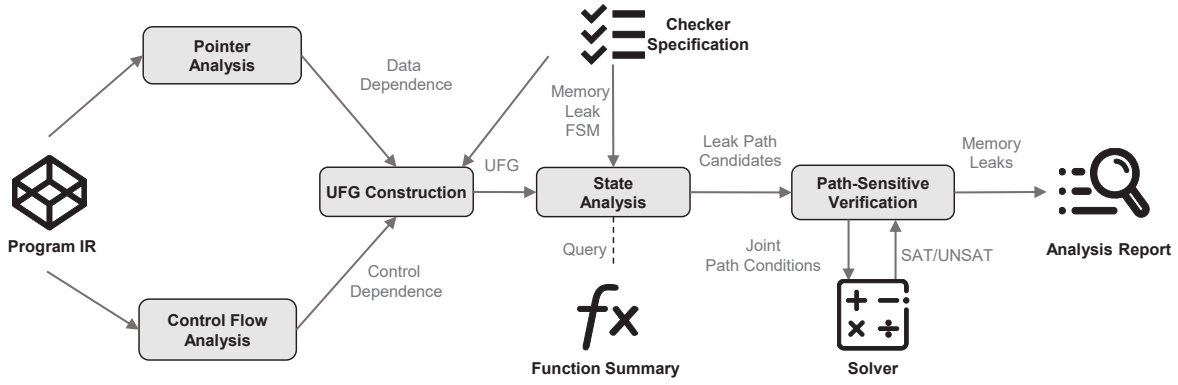 Pointer
Analysis
Data
Dependence
Checker
Specification
Memory
Leak
FSM
Program IR
UFG Construction
UFG
State
Analysis
Leak Path
Candidates
Path-Sensitive
Verification
Memory
Leaks
Analysis Report
Control
Dependence
Query
Joint
Path Conditions
SAT/UNSAT
Control Flow
Analysis
fx
Function Summary
Solver